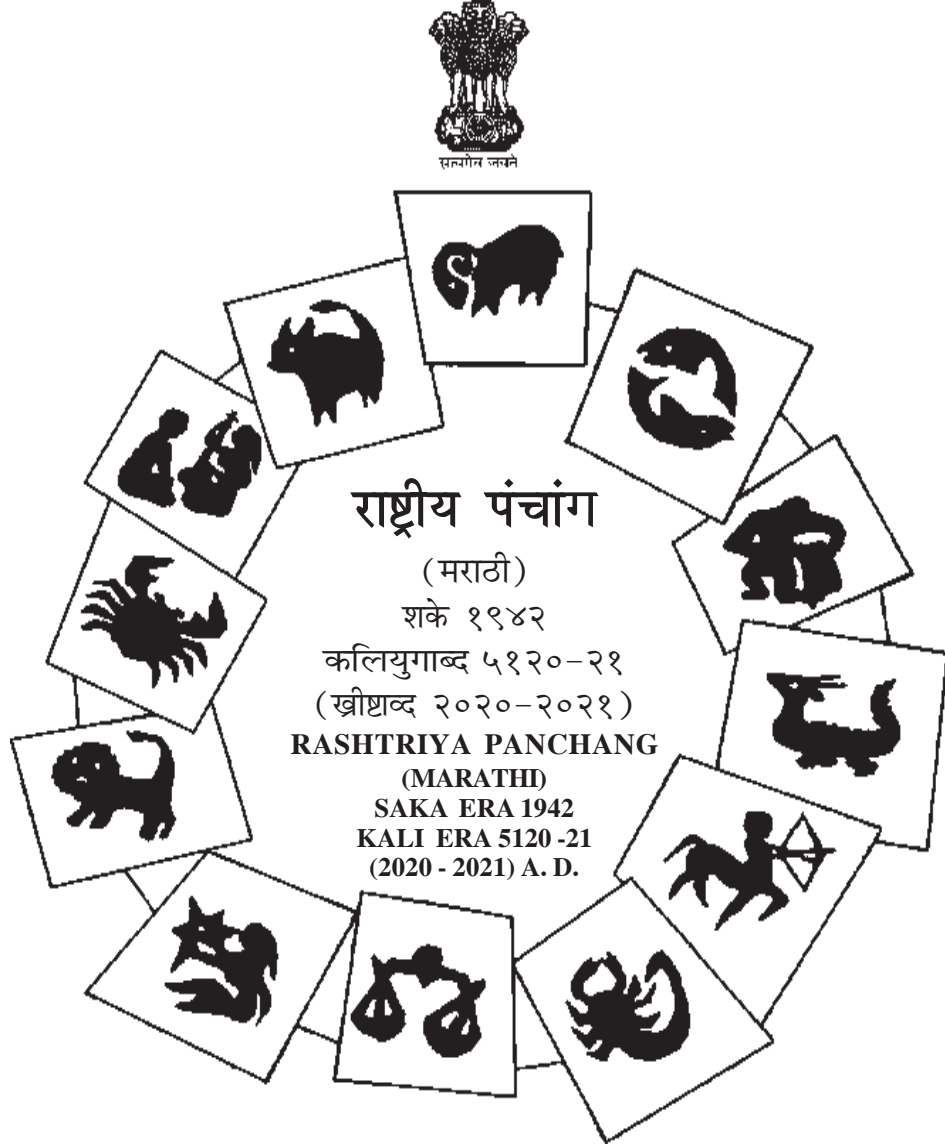 सत्यमेव जयते
राष्ट्रीय पंचांग
(मराठी)
शके १९४२
कलियुगाब्द ५१२०-२१
(ख्रीष्टाव्द २०२०-२०२१)
RASHTRIYA PANCHANG
(MARATHI)
SAKA ERA 1942
KALI ERA 5120 -21
(2020 - 2021) A. D.